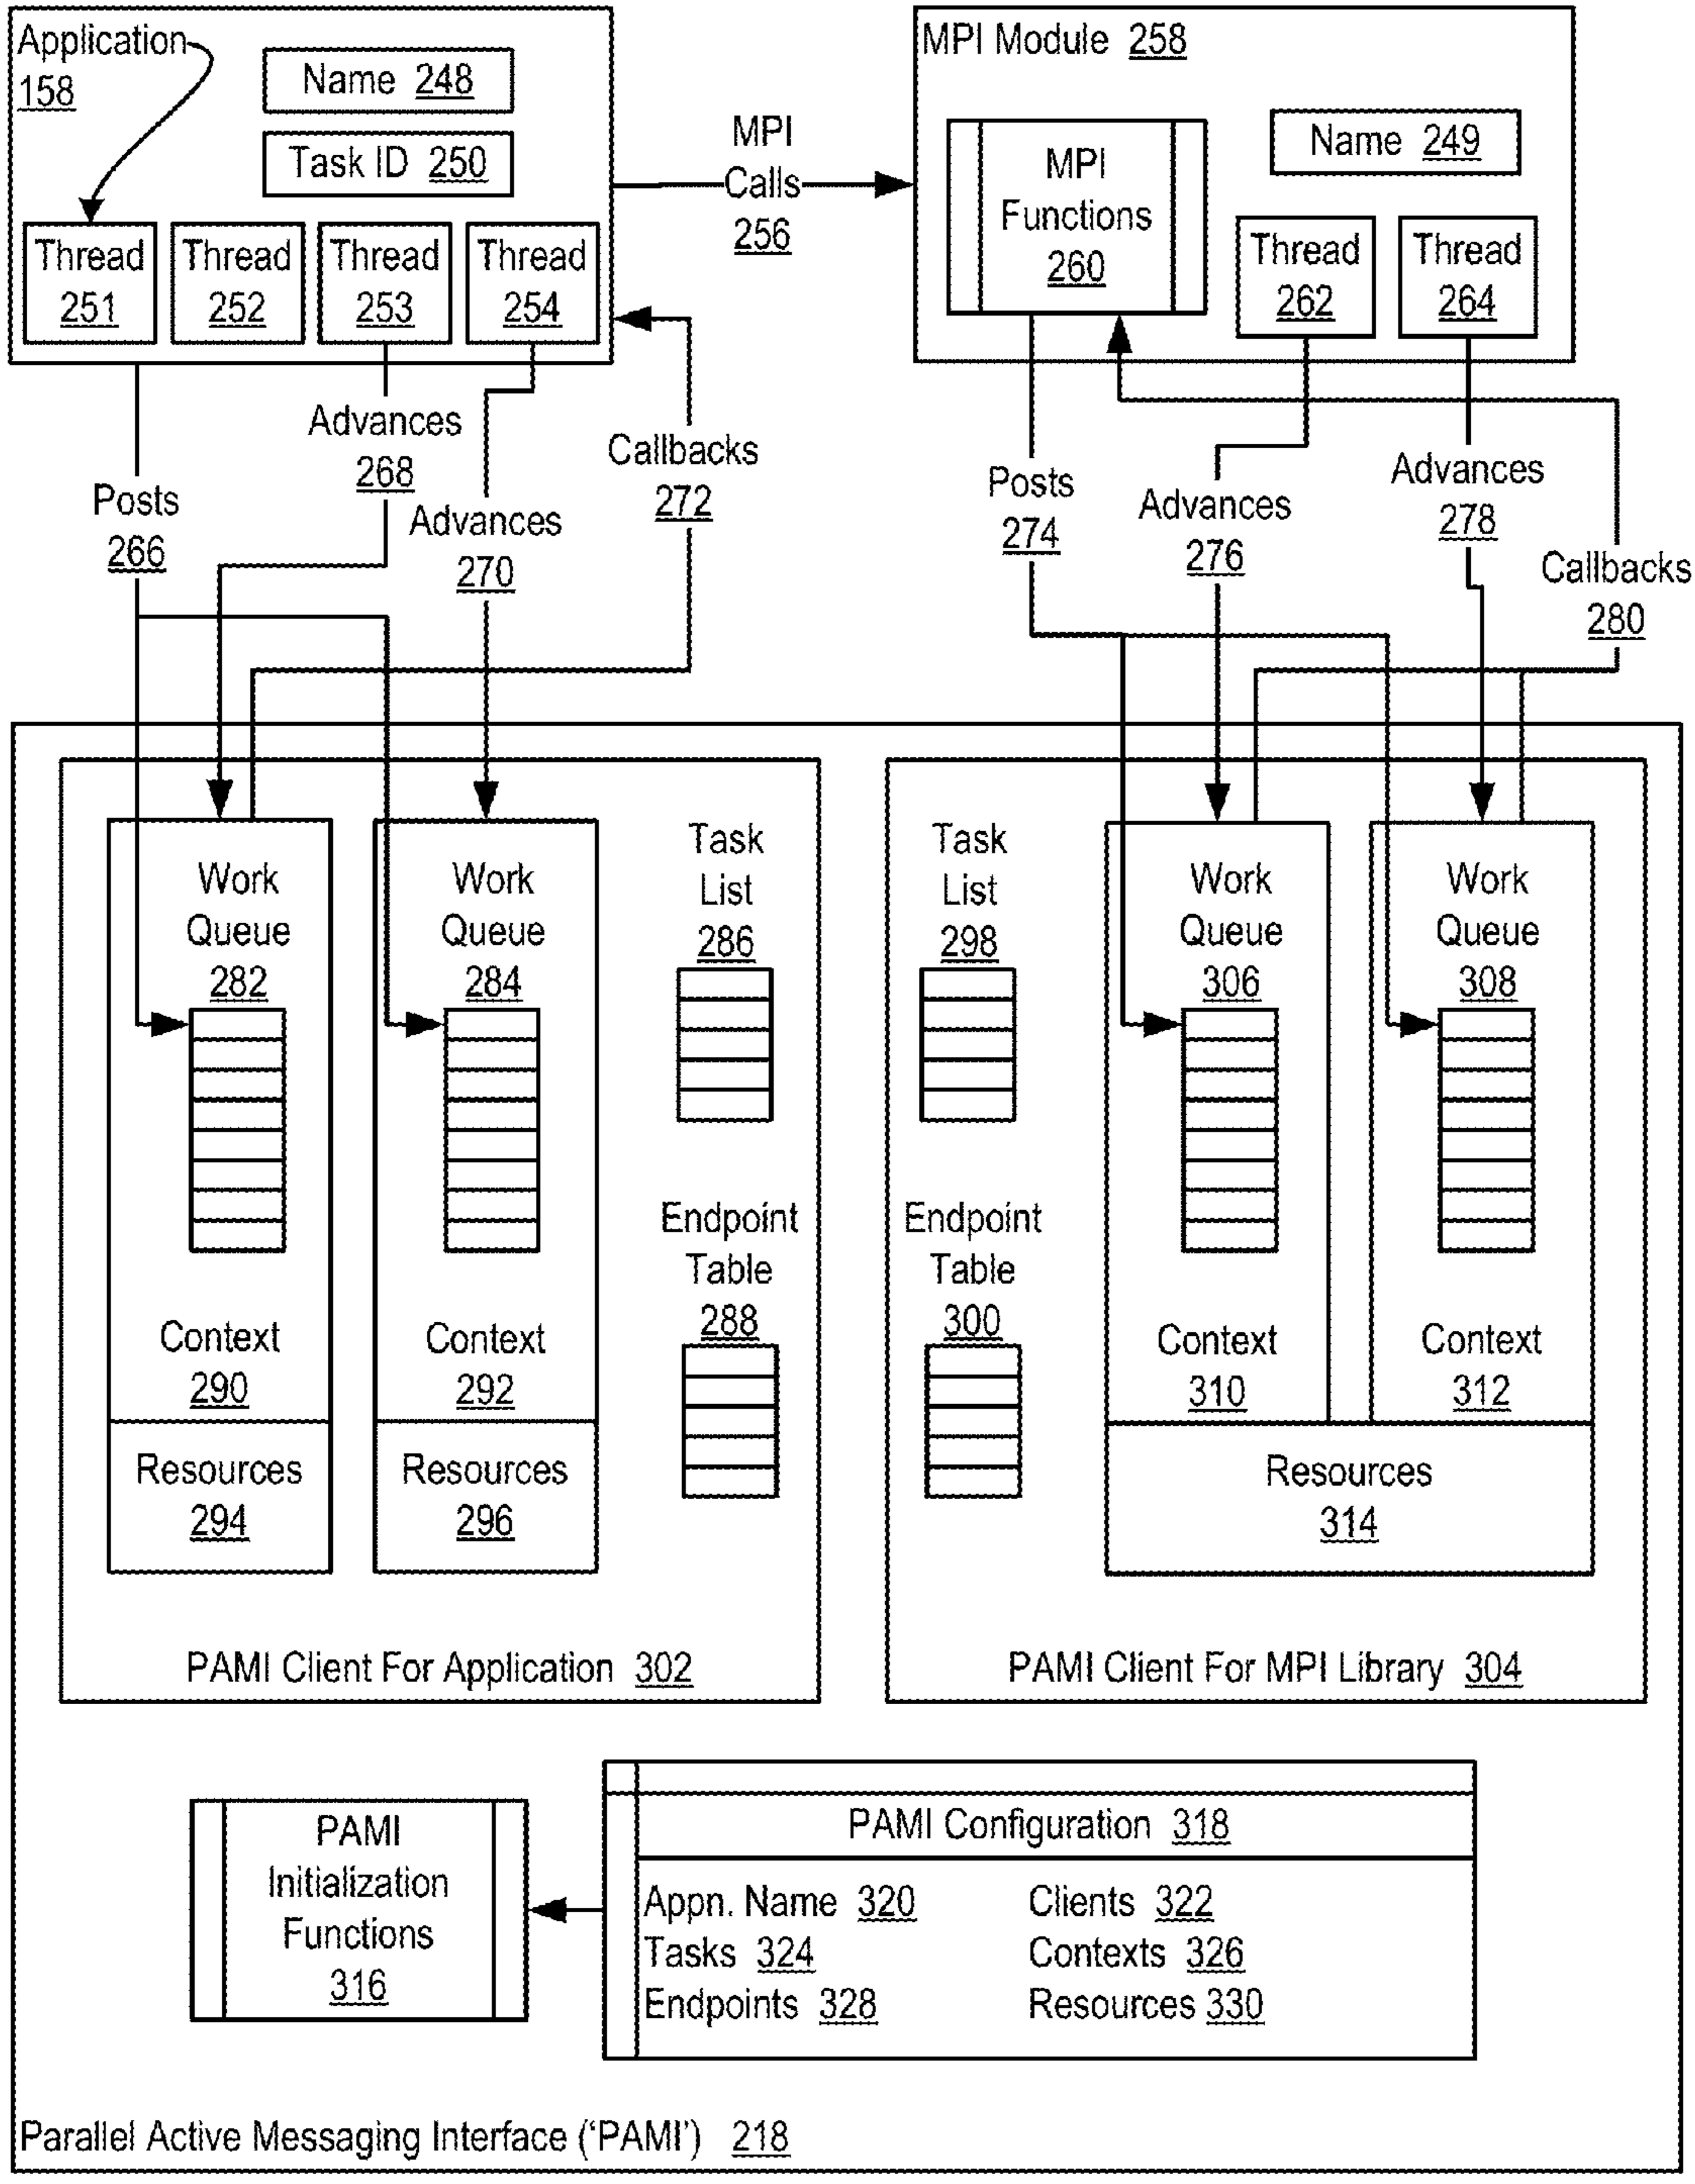 Application
158
Name 248
Task ID 250
Thread
251
Thread
252
Thread
253
Thread
254
MPI
Calls
256
MPI Module 258
MPI
Functions
260
Name 249
Thread
262
Thread
264
Posts
266
Advances
268
Advances
270
Callbacks
272
Posts
274
Advances
276
Advances
278
Callbacks
280
Work
Queue
282
Work
Queue
284
Task
List
286
Endpoint
Table
288
Context
290
Context
292
Resources
294
Resources
296
PAMI Client For Application 302
Task
List
298
Endpoint
Table
300
Work
Queue
306
Work
Queue
308
Context
310
Context
312
Resources
314
PAMI Client For MPI Library 304
PAMI
Initialization
Functions
316
PAMI Configuration 318
Appn. Name 320 Clients 322
Tasks 324 Contexts 326
Endpoints 328 Resources 330
Parallel Active Messaging Interface (‘PAMI’) 218